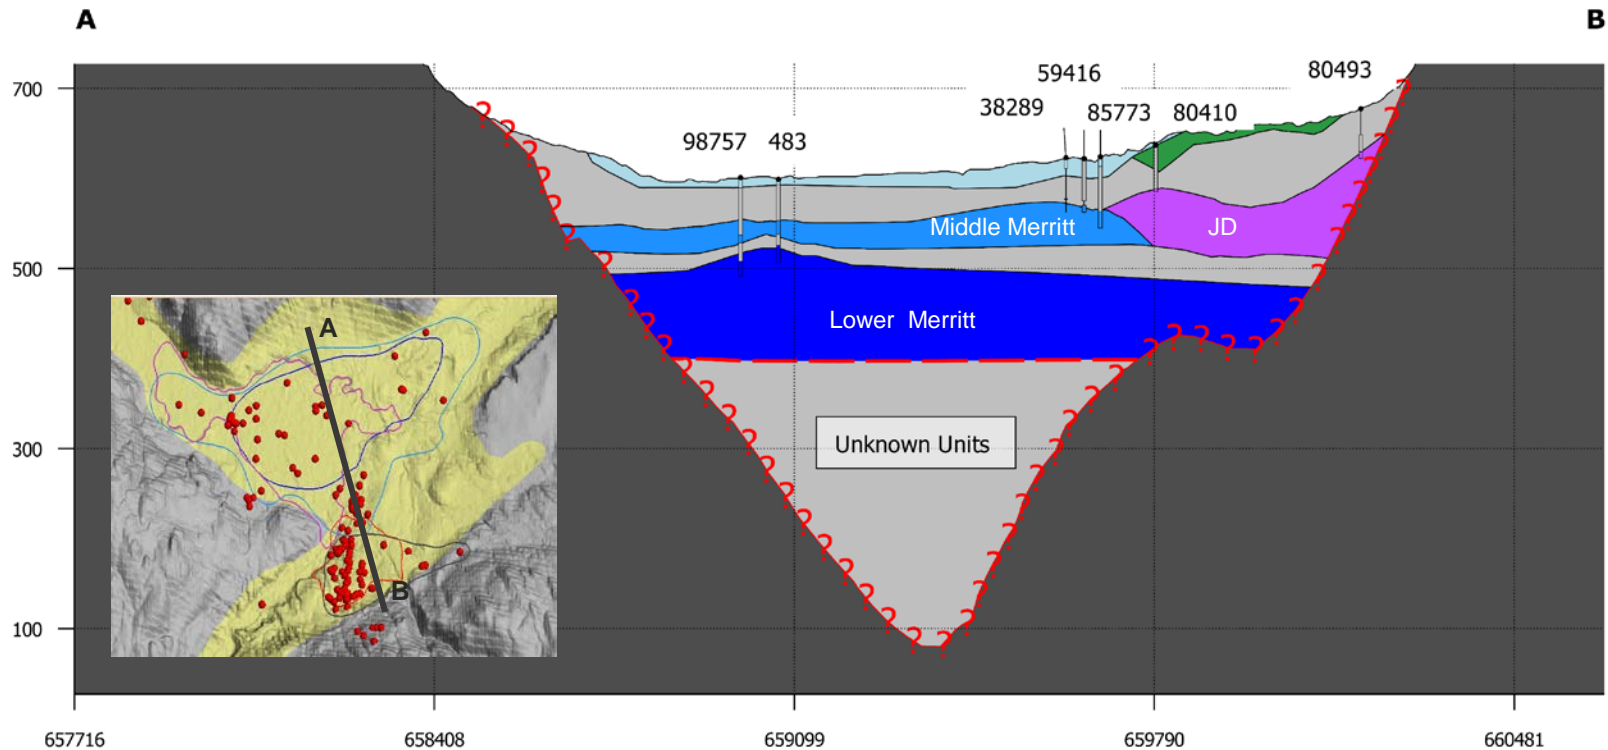 A B
59416 80493
700
38289 85773 80410
98757 483
Middle Merritt JD
500
A
Lower Merritt
300
Unknown Units
B
100
657716 658408 659099 659790 660481